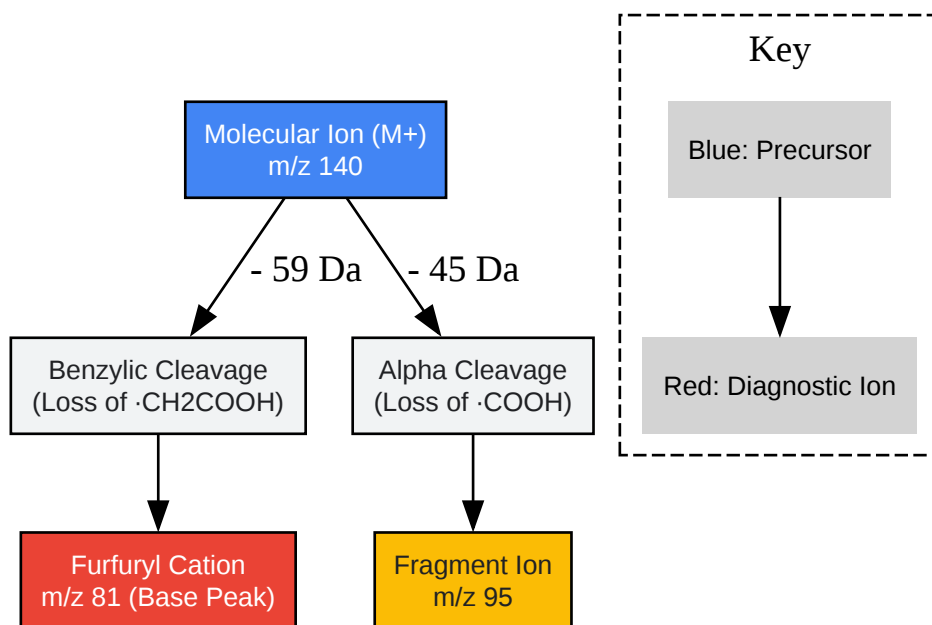 Key
Molecular Ion (M+)
m/z 140
Blue: Precursor
- 59 Da
- 45 Da
Benzylic Cleavage
(Loss of ·CH2COOH)
Alpha Cleavage
(Loss of ·COOH)
Red: Diagnostic Ion
Furfuryl Cation
m/z 81 (Base Peak)
Fragment Ion
m/z 95